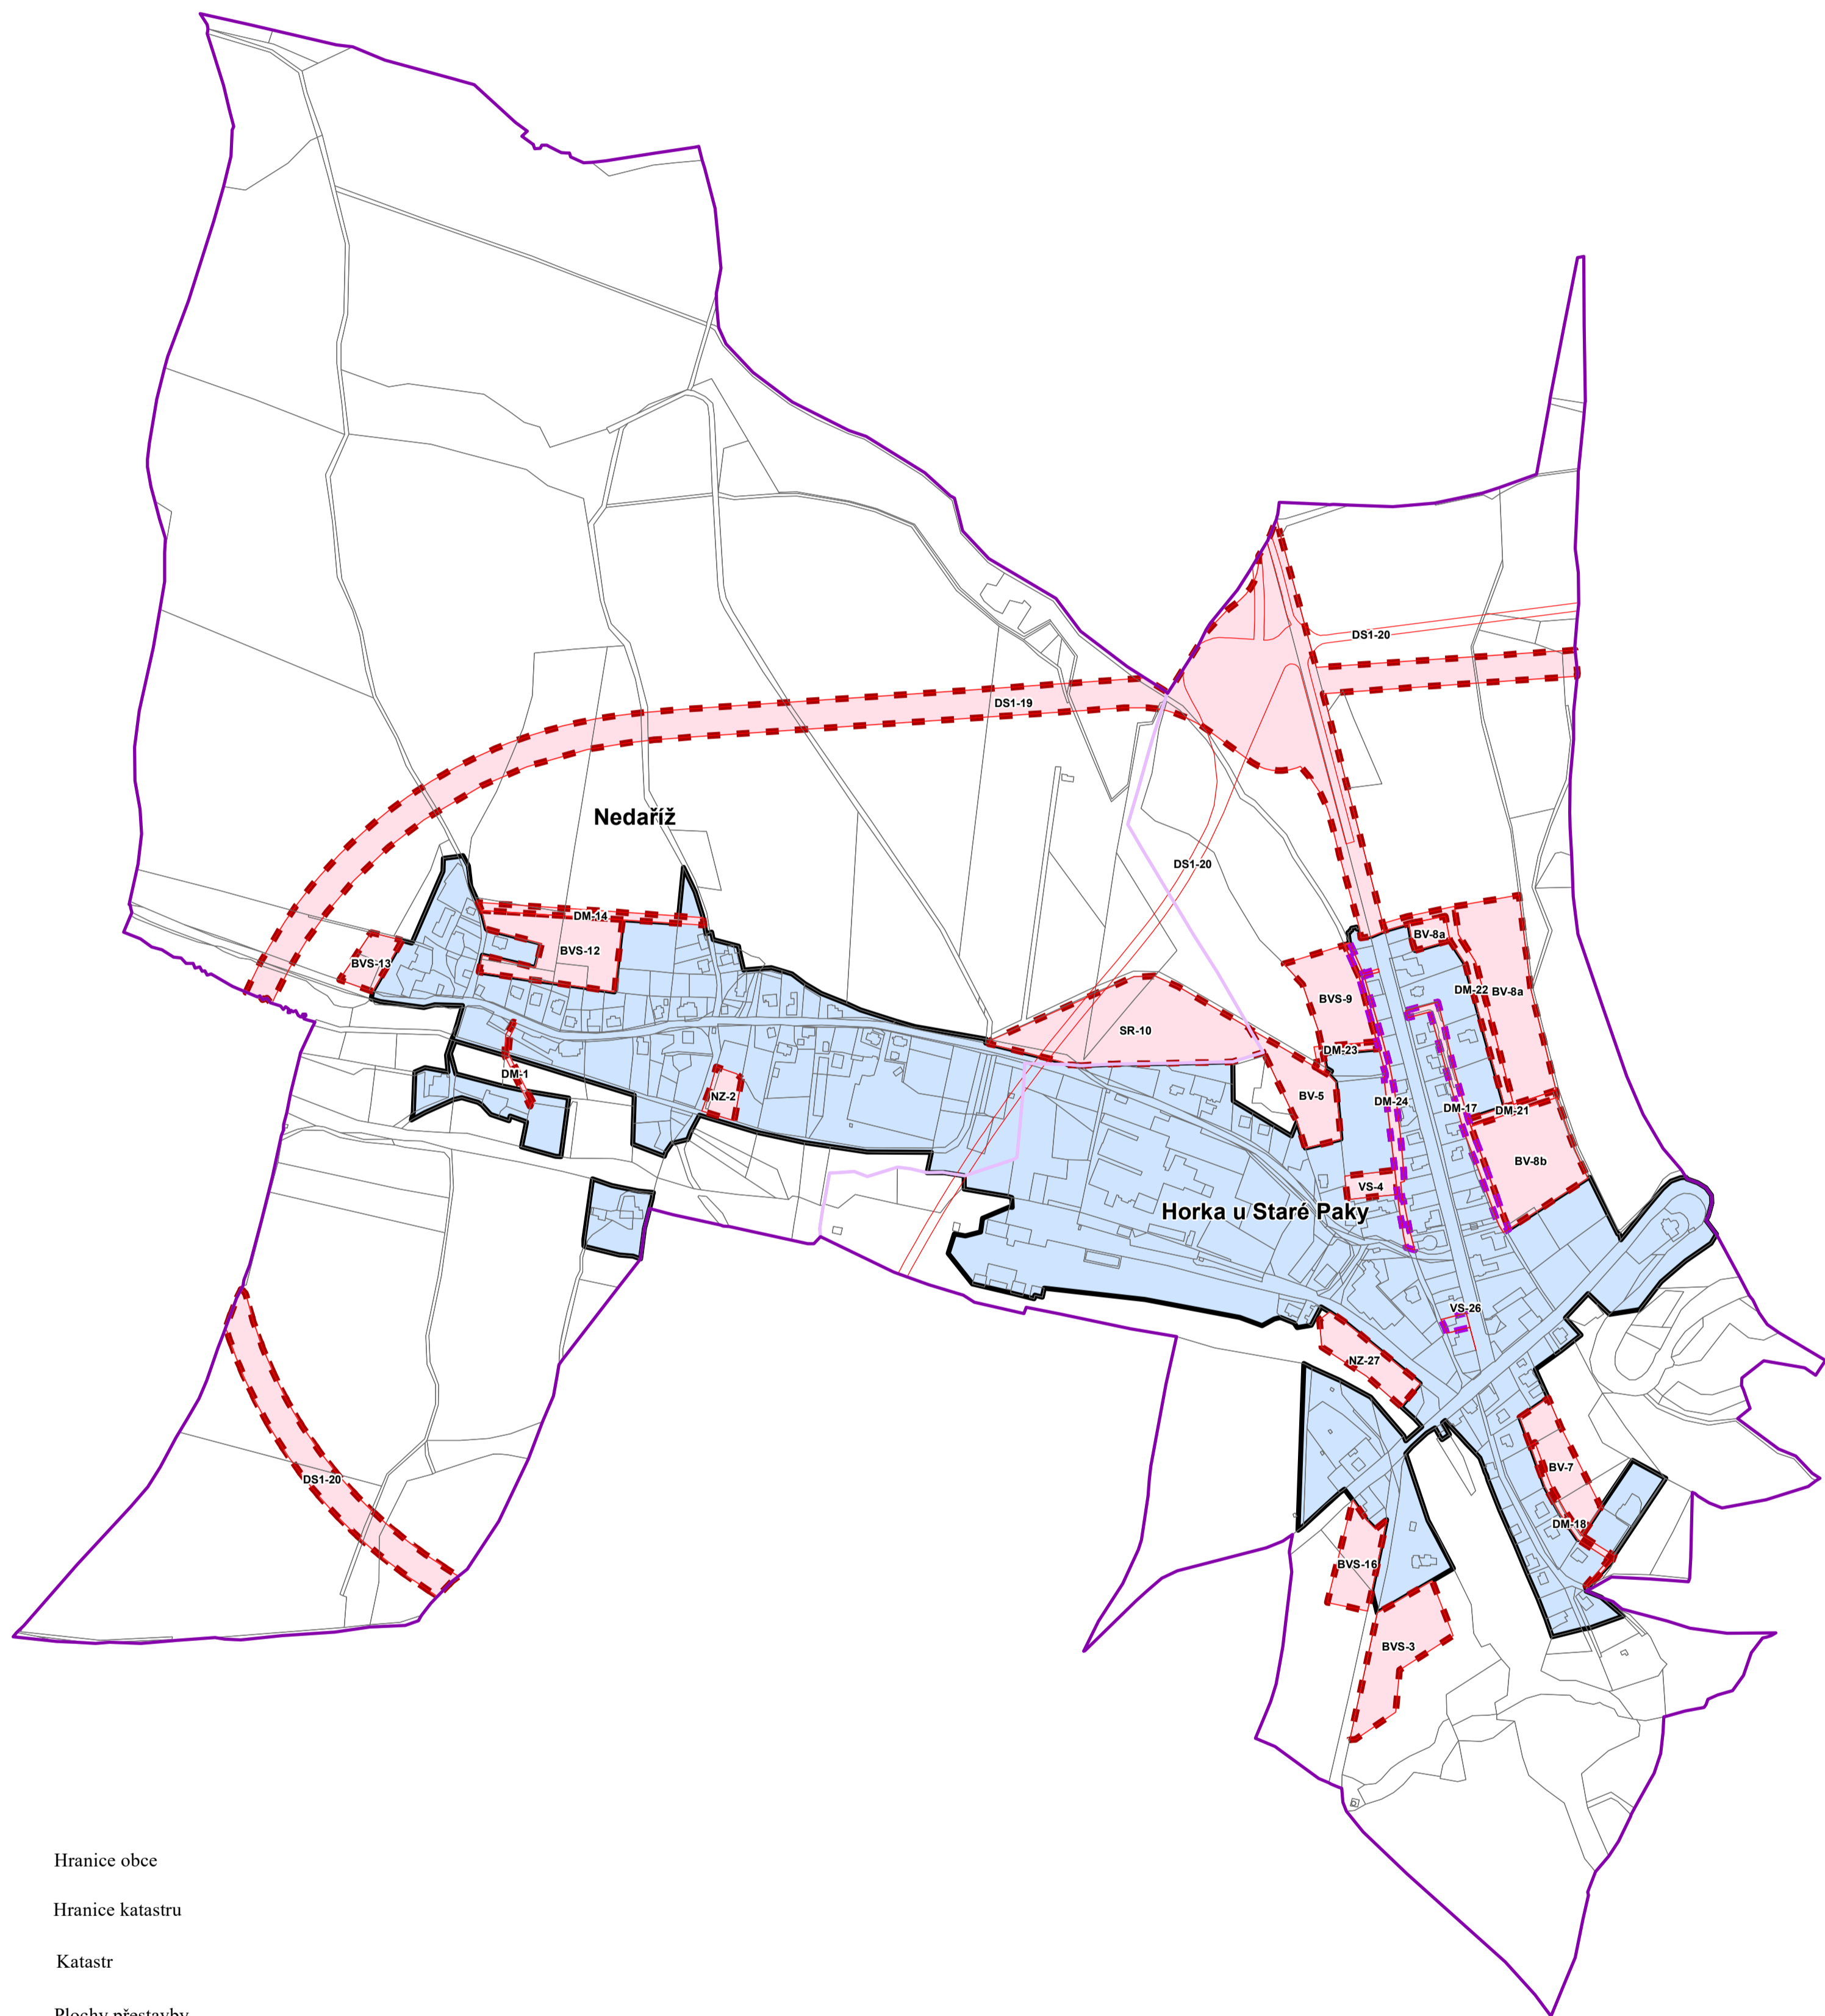 DS1-20
DS1-19
Nedaříž
DS1-20
DM-14
BV-8a
BVS-12
BVS-13
DM-22
BV-8a
BVS-9
SR-10
DM-23
DM-1
NZ-2
BV-5
DM-24
DM-17
DM-21
BV-8b
VS-4
Horka u Staré Paky
VS-26
NZ-27
BV-7
DS1-20
DM-18
BVS-16
BVS-3
Hranice obce
Hranice katastru
Katastr
Plochy přestavby